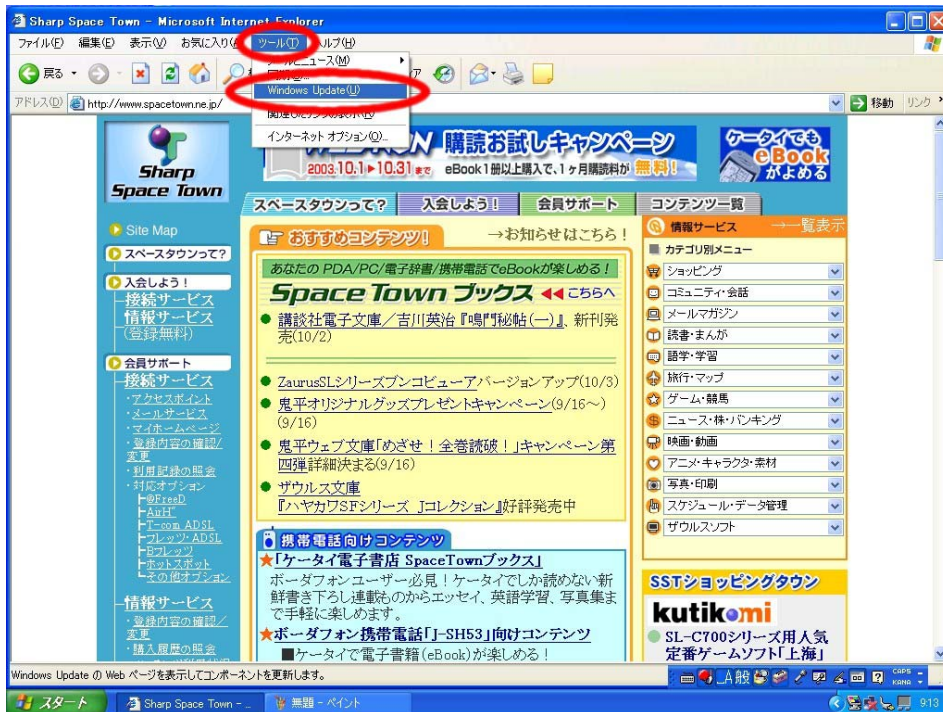 Sharp Space Town - Microsoft Internet Explorer
ファイル(F) 編集(E) 表示(V) お気に入り(A) ツール(T) ヘルプ(H)
戻る
メールとニュース(M)
Windows Update(U)
関連したリンクの表示(R)
インターネット オプション(O)...
アドレス(D) http://www.spacetown.ne.jp/ 移動 リンク
Sharp
Space Town
購読お試しキャンペーン
2003.10.1▶10.31まで eBook1冊以上購入で、1ヶ月購読料が無料!
ケータイでも
eBook
がよめる
スペースタウンって? 入会しよう! 会員サポート コンテンツ一覧
Site Map
スペースタウンって?
入会しよう!
接続サービス
情報サービス
(登録無料)
会員サポート
接続サービス
・アクセスポイント
・メールサービス
・マイホームページ
・登録内容の確認/
変更
・利用記録の照会
・対応オプション
@FreeD
AirH"
T-com ADSL
フレッツ・ADSL
Bフレッツ
ホットスポット
その他オプション
情報サービス
・登録内容の確認/
変更
・購入履歴の照会
おすすめコンテンツ! →お知らせはこちら!
あなたの PDA/PC/電子辞書/携帯電話でeBookが楽しめる!
Space Town ブックス ◀◀こちらへ
● 講談社電子文庫/吉川英治『鳴門秘帖(一)』、新刊発
売(10/2)
● ZaurusSLシリーズブンコビューアバージョンアップ(10/3)
● 鬼平オリジナルグッズプレゼントキャンペーン(9/16~)
(9/16)
● 鬼平ウェブ文庫「めざせ!全巻読破!」キャンペーン第
四弾詳細決まる(9/16)
● ザウルス文庫
『ハヤカワSFシリーズ Jコレクション』好評発売中
携帯電話向けコンテンツ
★「ケータイ電子書店 SpaceTownブックス」
ボーダフォンユーザー必見!ケータイでしか読めない新
鮮書き下ろし連載ものからエッセイ、英語学習、写真集ま
で手軽に楽しめます。
★ボーダフォン携帯電話「J-SH53」向けコンテンツ
■ケータイで電子書籍(eBook)が楽しめる!
情報サービス →一覧表示
カテゴリ別メニュー
ショッピング
コミュニティ・会話
メールマガジン
読書・まんが
語学・学習
旅行・マップ
ゲーム・競馬
ニュース・株・バンキング
映画・動画
アニメ・キャラクタ・素材
写真・印刷
スケジュール・データ管理
ザウルスソフト
SSTショッピングタウン
kutikomi
SL-C700シリーズ用人気
定番ゲームソフト「上海」
Windows Update の Web ページを表示してコンポーネントを更新します。
A般 CAPS KANA
スタート Sharp Space Town - ... 無題 - ペイント 9:13